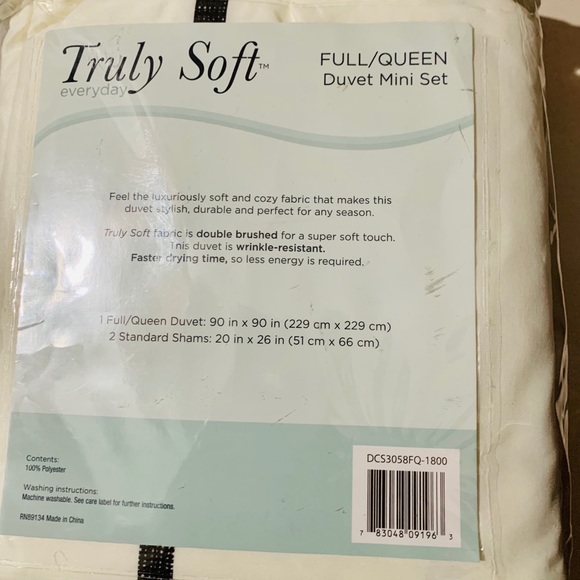 Truly Soft™
everyday
FULL/QUEEN
Duvet Mini Set
Feel the luxuriously soft and cozy fabric that makes this
duvet stylish, durable and perfect for any season.
Truly Soft fabric is double brushed for a super soft touch.
This duvet is wrinkle-resistant.
Faster drying time, so less energy is required.
1 Full/Queen Duvet: 90 in x 90 in (229 cm x 229 cm)
2 Standard Shams: 20 in x 26 in (51 cm x 66 cm)
Contents:
100% Polyester
Washing instructions:
Machine washable. See care label for further instructions.
RN89134 Made in China
DCS3058FQ-1800
7 83048 09196 3